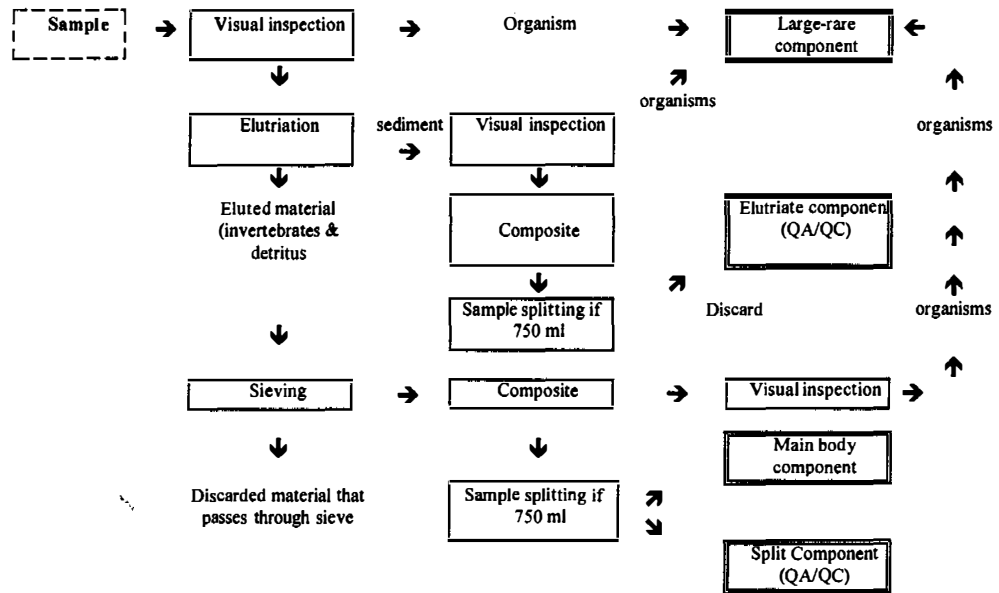 Sample
Visual inspection
Organism
Large-rare
component
organisms
Elutriation
sediment
Visual inspection
organisms
Eluted material
(invertebrates &
detritus
Composite
Elutriate componen
(QA/QC)
Sample splitting if
750 ml
Discard
organisms
Sieving
Composite
Visual inspection
Main body
component
Discarded material that
passes through sieve
Sample splitting if
750 ml
Split Component
(QA/QC)